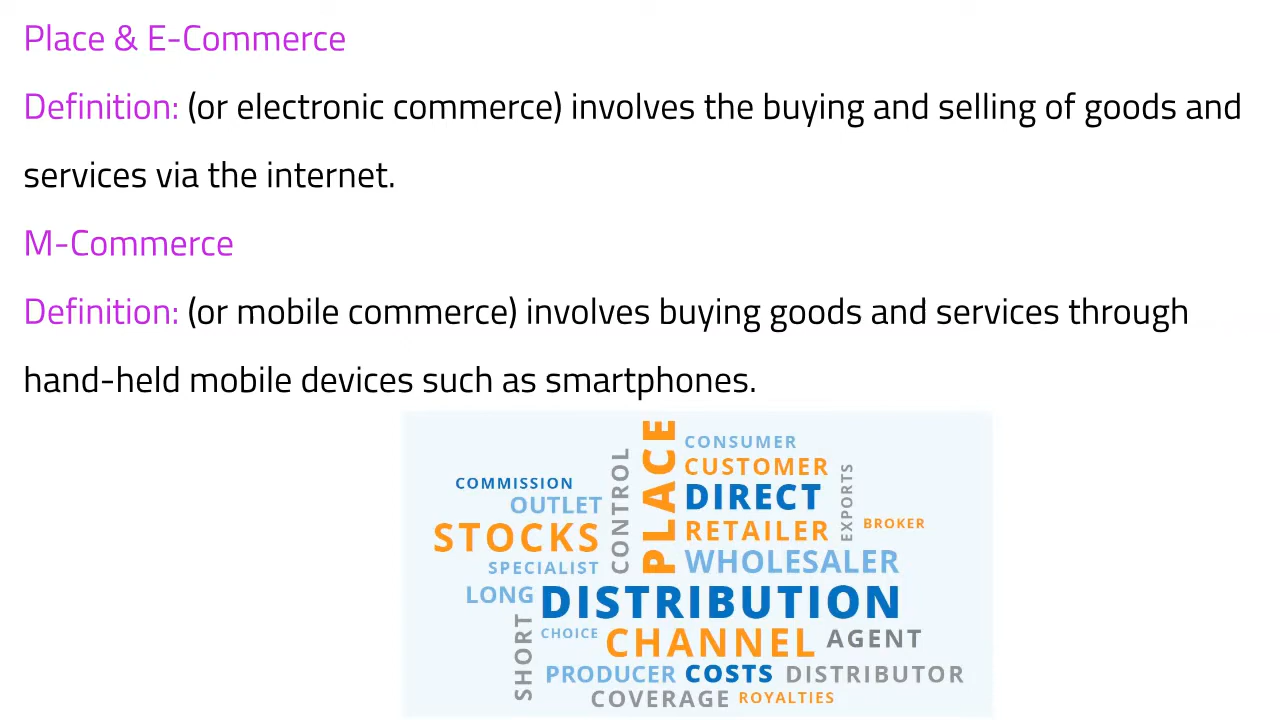 Place & E-Commerce
Definition: (or electronic commerce) involves the buying and selling of goods and
services via the internet.
M-Commerce
Definition: (or mobile commerce) involves buying goods and services through
hand-held mobile devices such as smartphones.
PLACE
CONSUMER
CONTROL
CUSTOMER
EXPORTS
COMMISSION
DIRECT
OUTLET
RETAILER
BROKER
STOCKS
WHOLESALER
SPECIALIST
LONG
DISTRIBUTION
SHORT
CHOICE
CHANNEL
AGENT
PRODUCER
COSTS
DISTRIBUTOR
COVERAGE
ROYALTIES